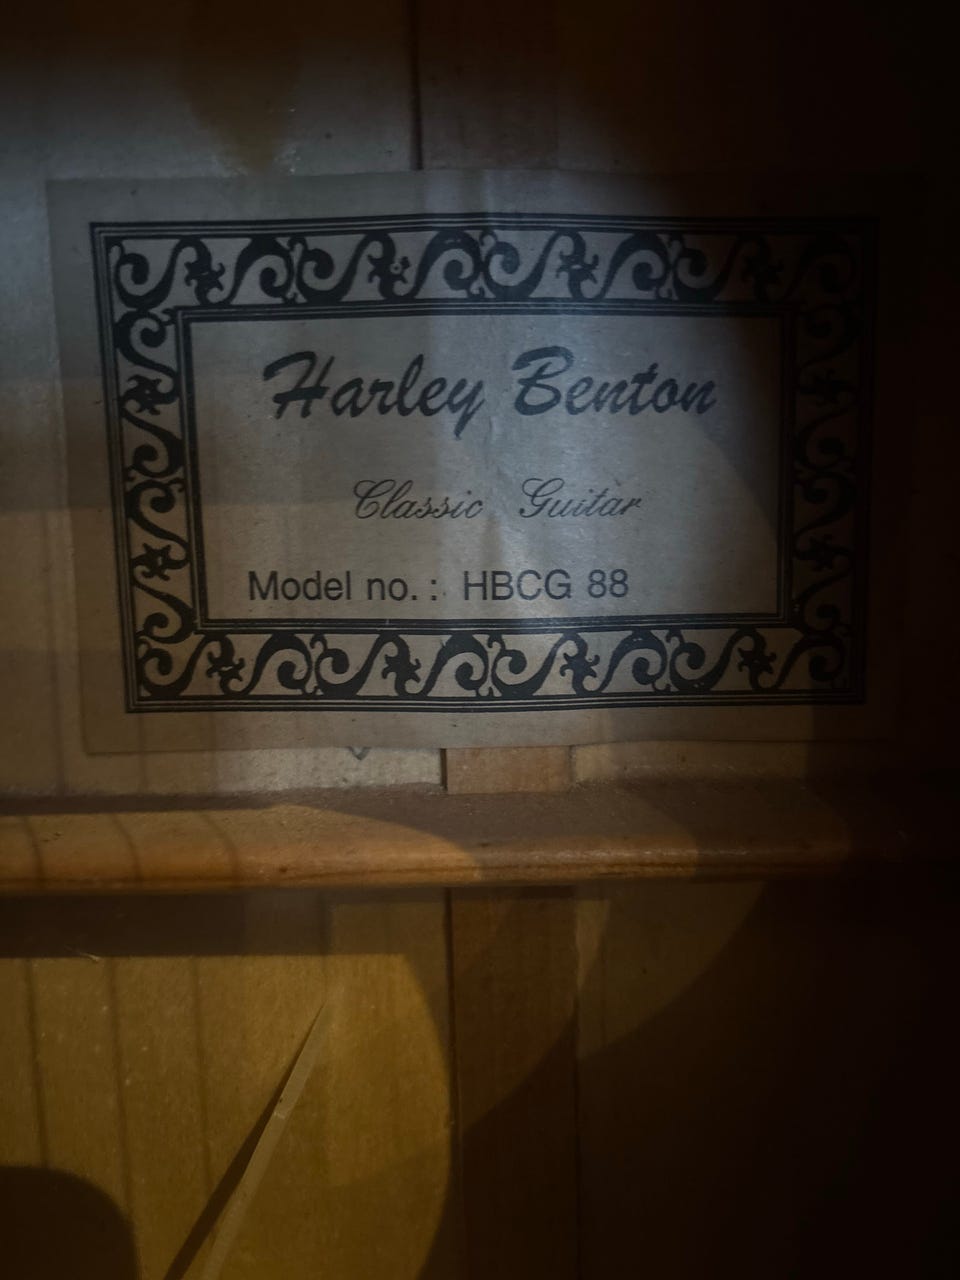 Harley Benton
Classic Guitar
Model no. : HBCG 88